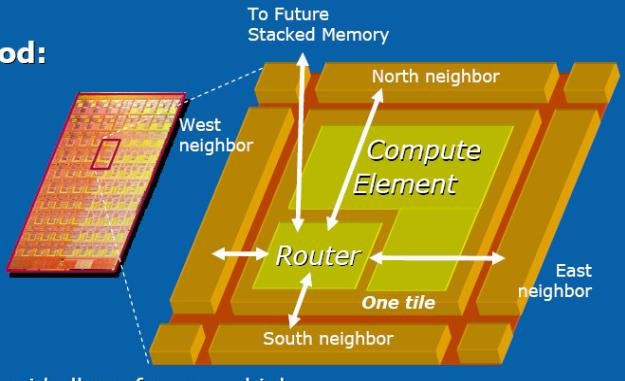 To Future
Stacked Memory
od:
North neighbor
West
neighbor
Compute
Element
Router
East
neighbor
One tile
South neighbor